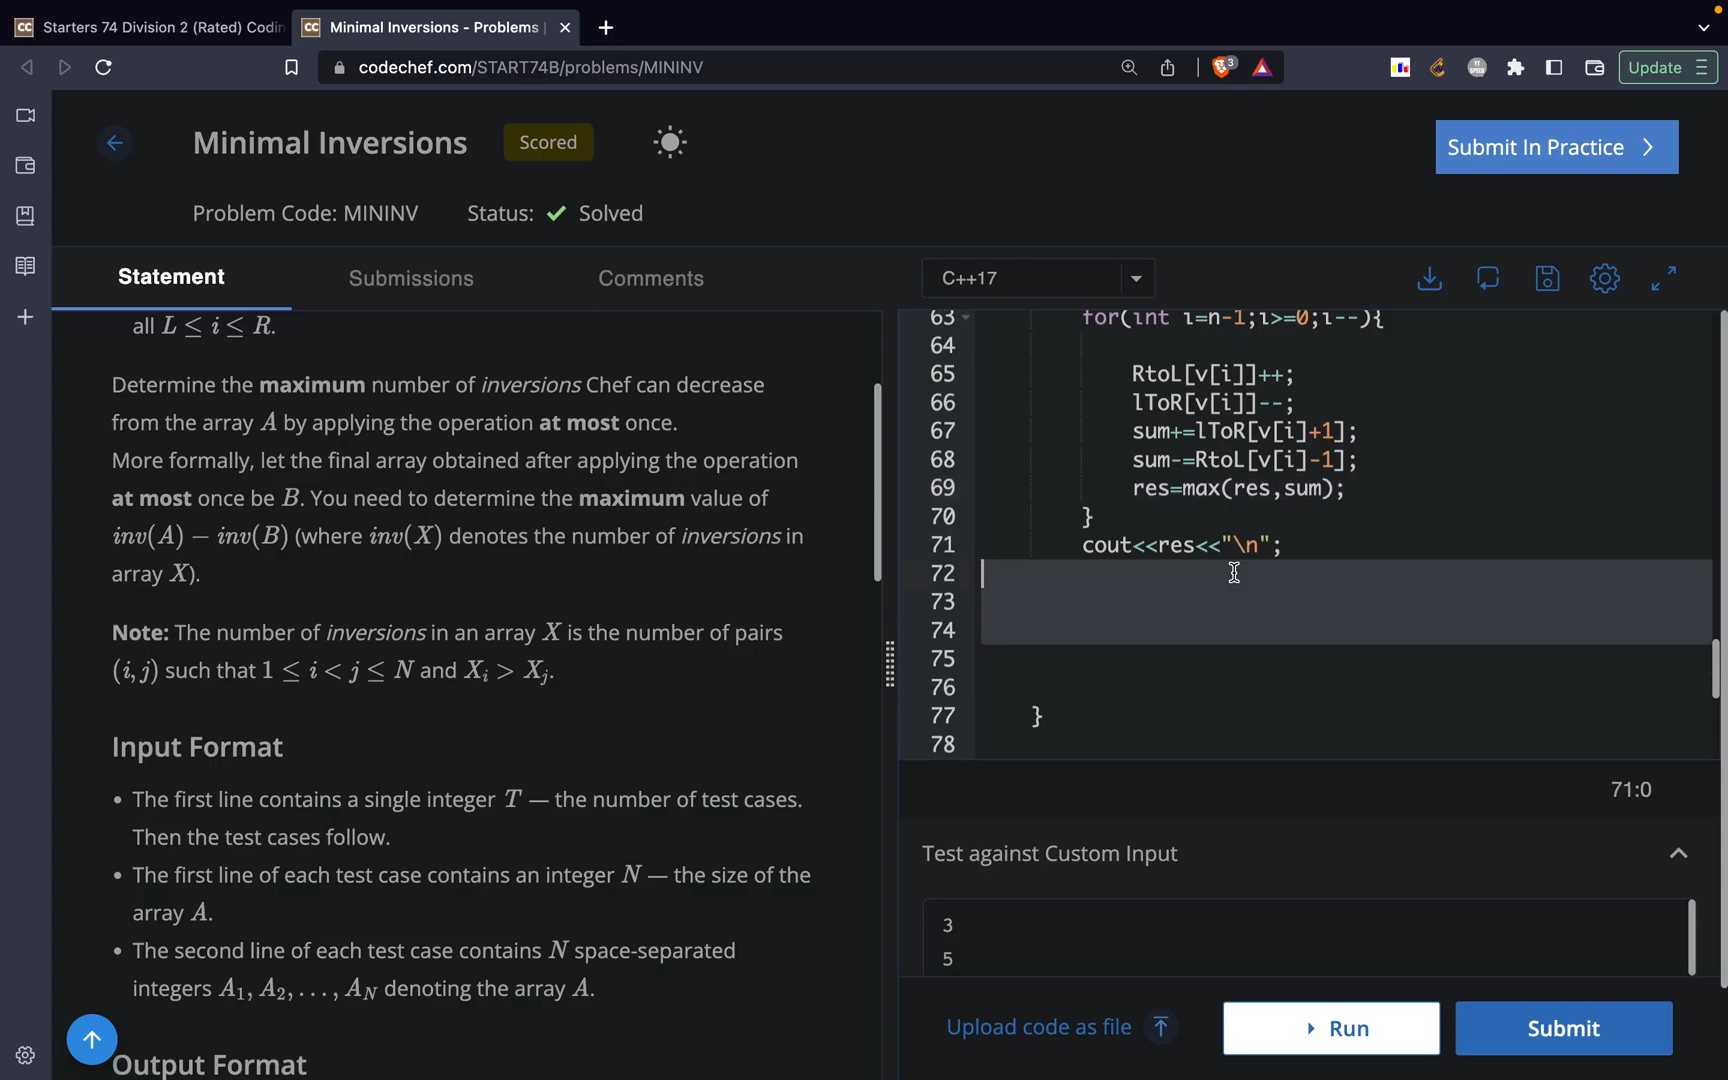 Starters 74 Division 2 (Rated) Codin
Minimal Inversions - Problems |
codechef.com/START74B/problems/MININV
3
Update
Minimal Inversions
Scored
Submit In Practice
Problem Code: MININV
Status: ✓ Solved
Statement
Submissions
Comments
C++17
all L ≤ i ≤ R.
Determine the maximum number of inversions Chef can decrease
from the array A by applying the operation at most once.
More formally, let the final array obtained after applying the operation
at most once be B. You need to determine the maximum value of
inv(A) − inv(B) (where inv(X) denotes the number of inversions in
array X).
Note: The number of inversions in an array X is the number of pairs
(i, j) such that 1 ≤ i < j ≤ N and Xi > Xj.
Input Format
• The first line contains a single integer T — the number of test cases.
Then the test cases follow.
• The first line of each test case contains an integer N — the size of the
array A.
• The second line of each test case contains N space-separated
integers A1, A2, . . . , AN denoting the array A.
Output Format
63 for(int i=n-1;i>=0;i--){
64
65 RtoL[v[i]]++;
66 lToR[v[i]]--;
67 sum+=lToR[v[i]+1];
68 sum-=RtoL[v[i]-1];
69 res=max(res,sum);
70 }
71 cout<<res<<"\n";
72
73
74
75
76
77 }
78
71:0
Test against Custom Input
3
5
Upload code as file
Run
Submit